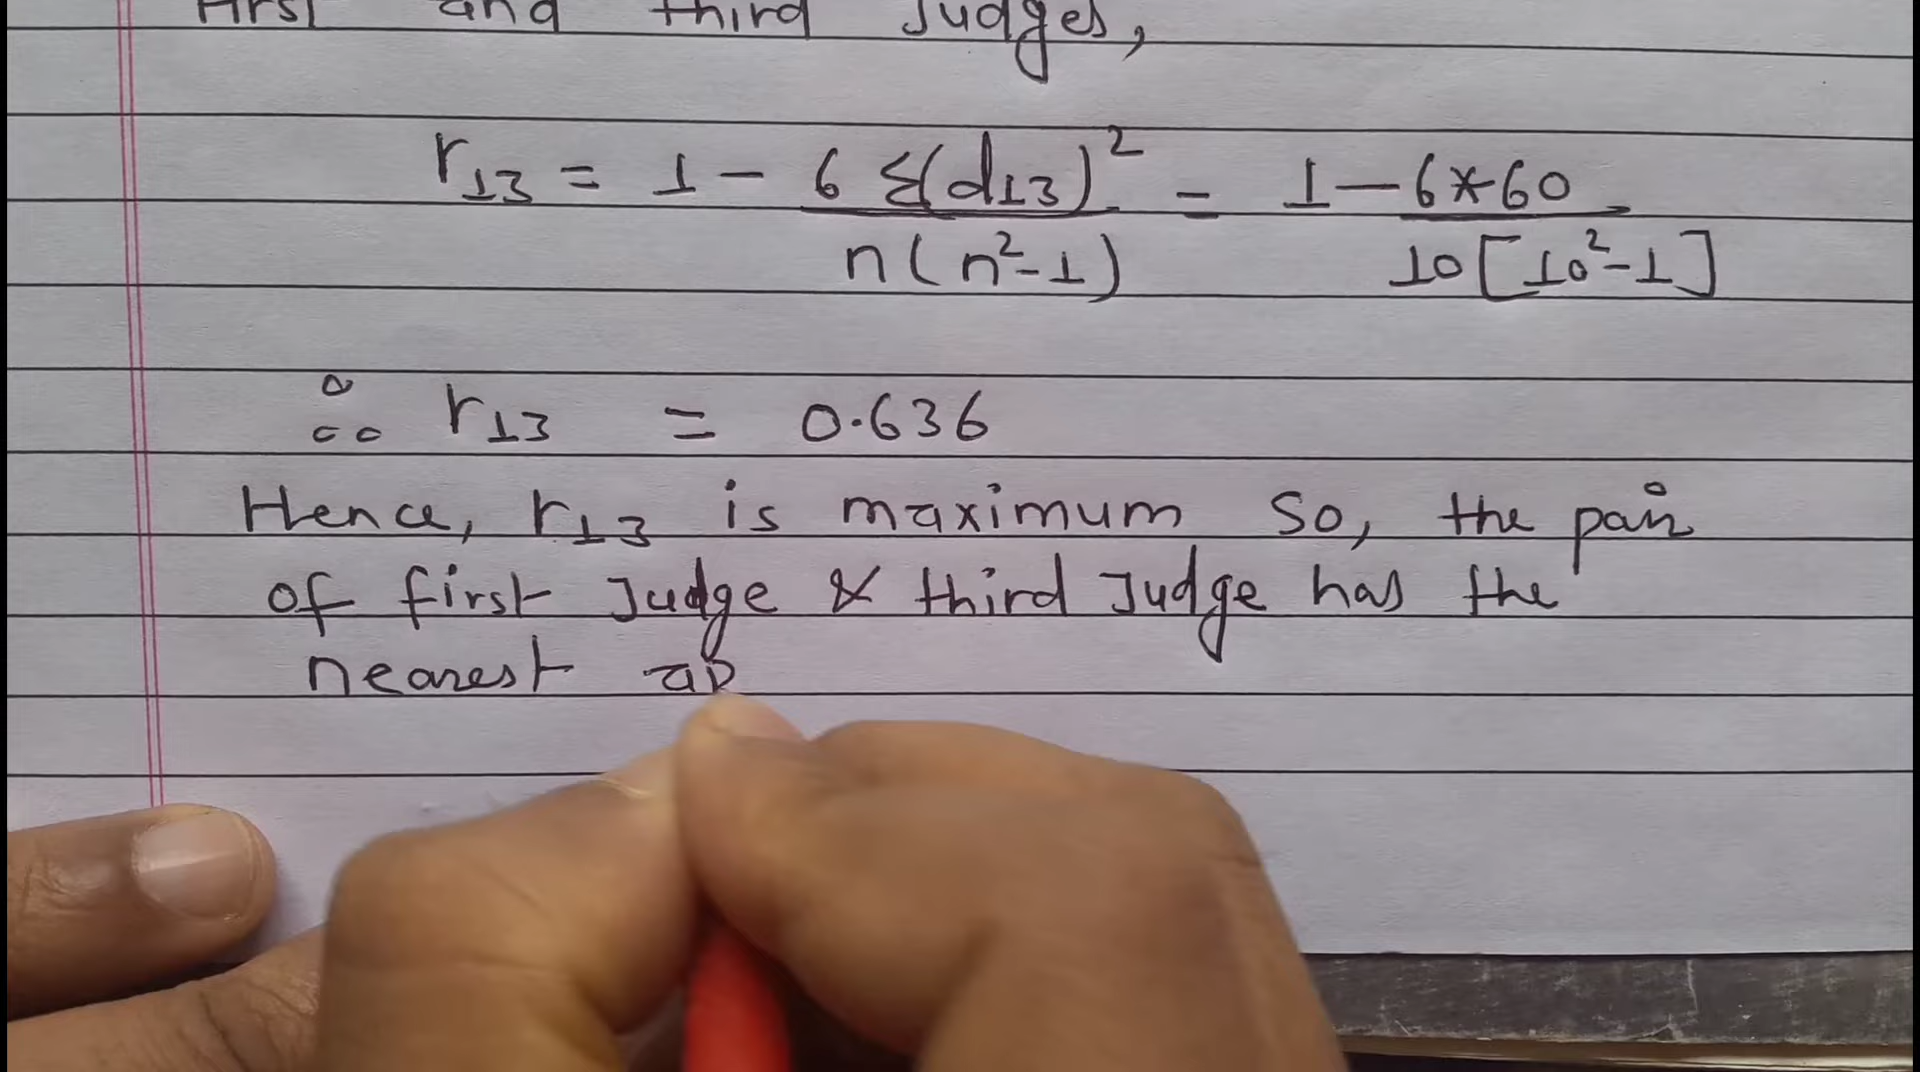 First and third Judges,
r₁₃ = 1 - 6 Σ(d₁₃)² / n(n²-1) = 1 - 6*60 / 10[10²-1]
∴ r₁₃ = 0.636
Hence, r₁₃ is maximum so, the pair
of first Judge & third Judge has the
nearest ap